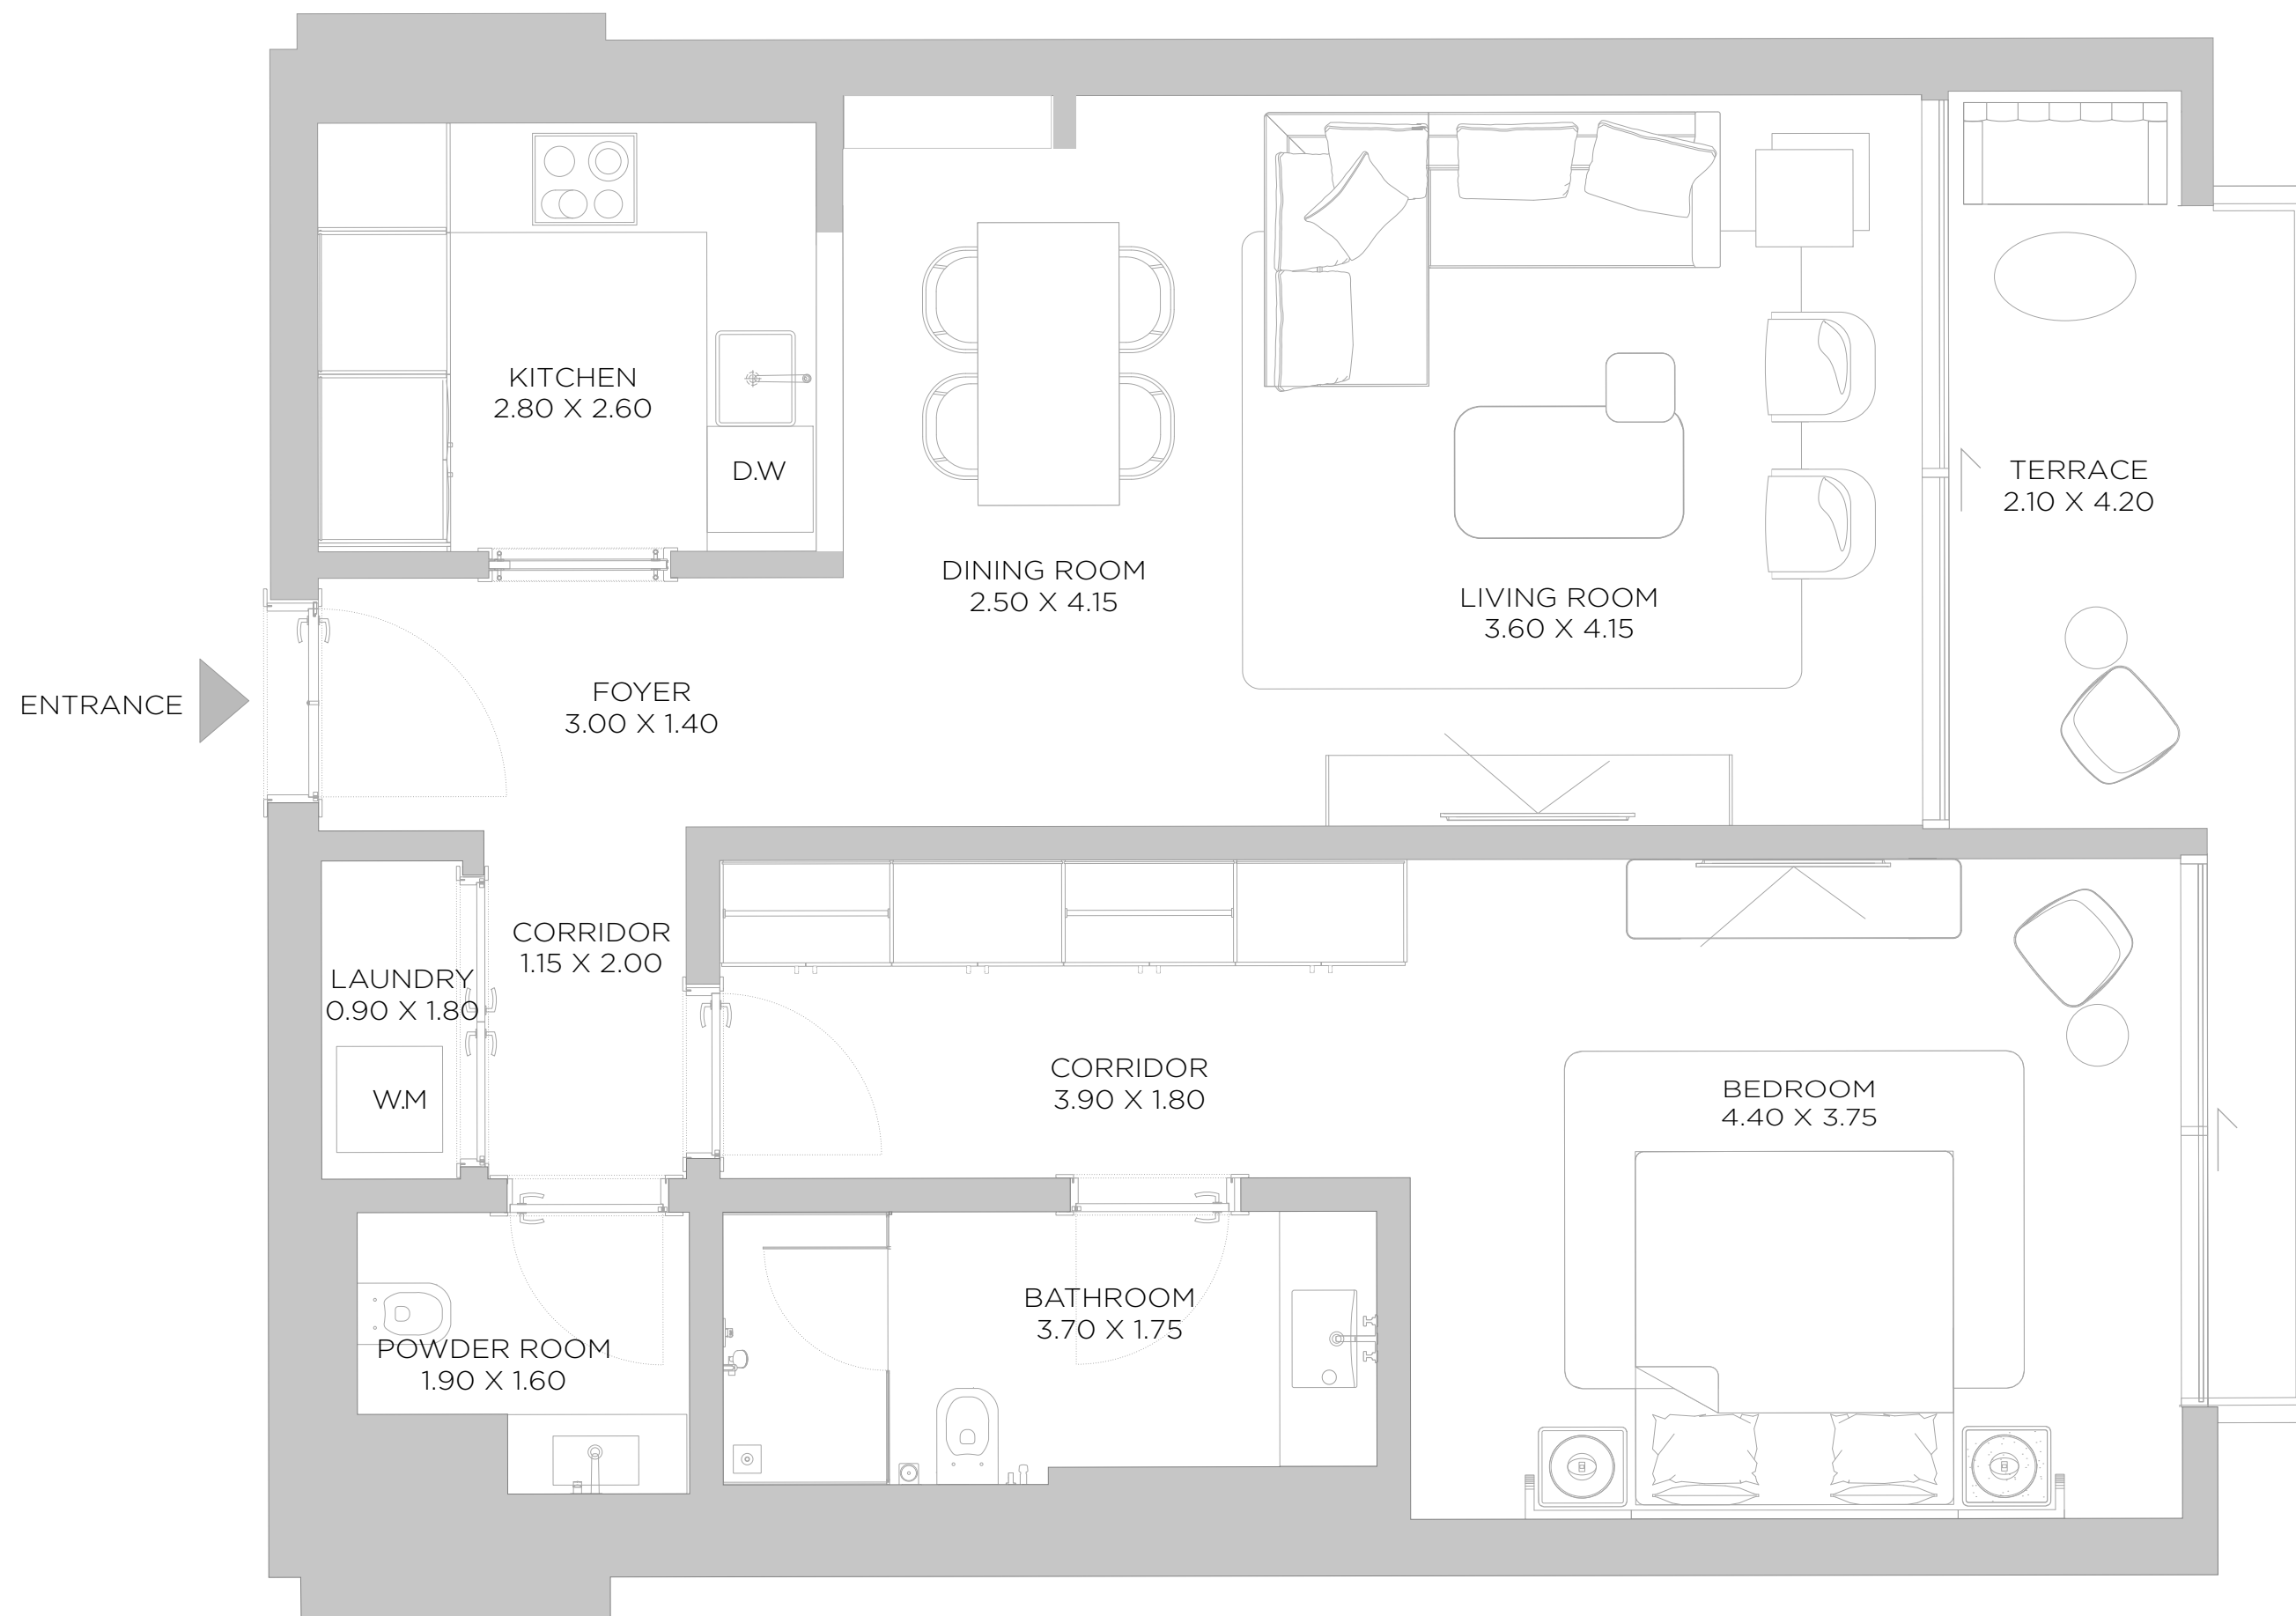 KITCHEN
2.80 X 2.60
D.W
DINING ROOM
2.50 X 4.15
LIVING ROOM
3.60 X 4.15
TERRACE
2.10 X 4.20
ENTRANCE
FOYER
3.00 X 1.40
CORRIDOR
1.15 X 2.00
LAUNDRY
0.90 X 1.80
W.M
CORRIDOR
3.90 X 1.80
BEDROOM
4.40 X 3.75
POWDER ROOM
1.90 X 1.60
BATHROOM
3.70 X 1.75